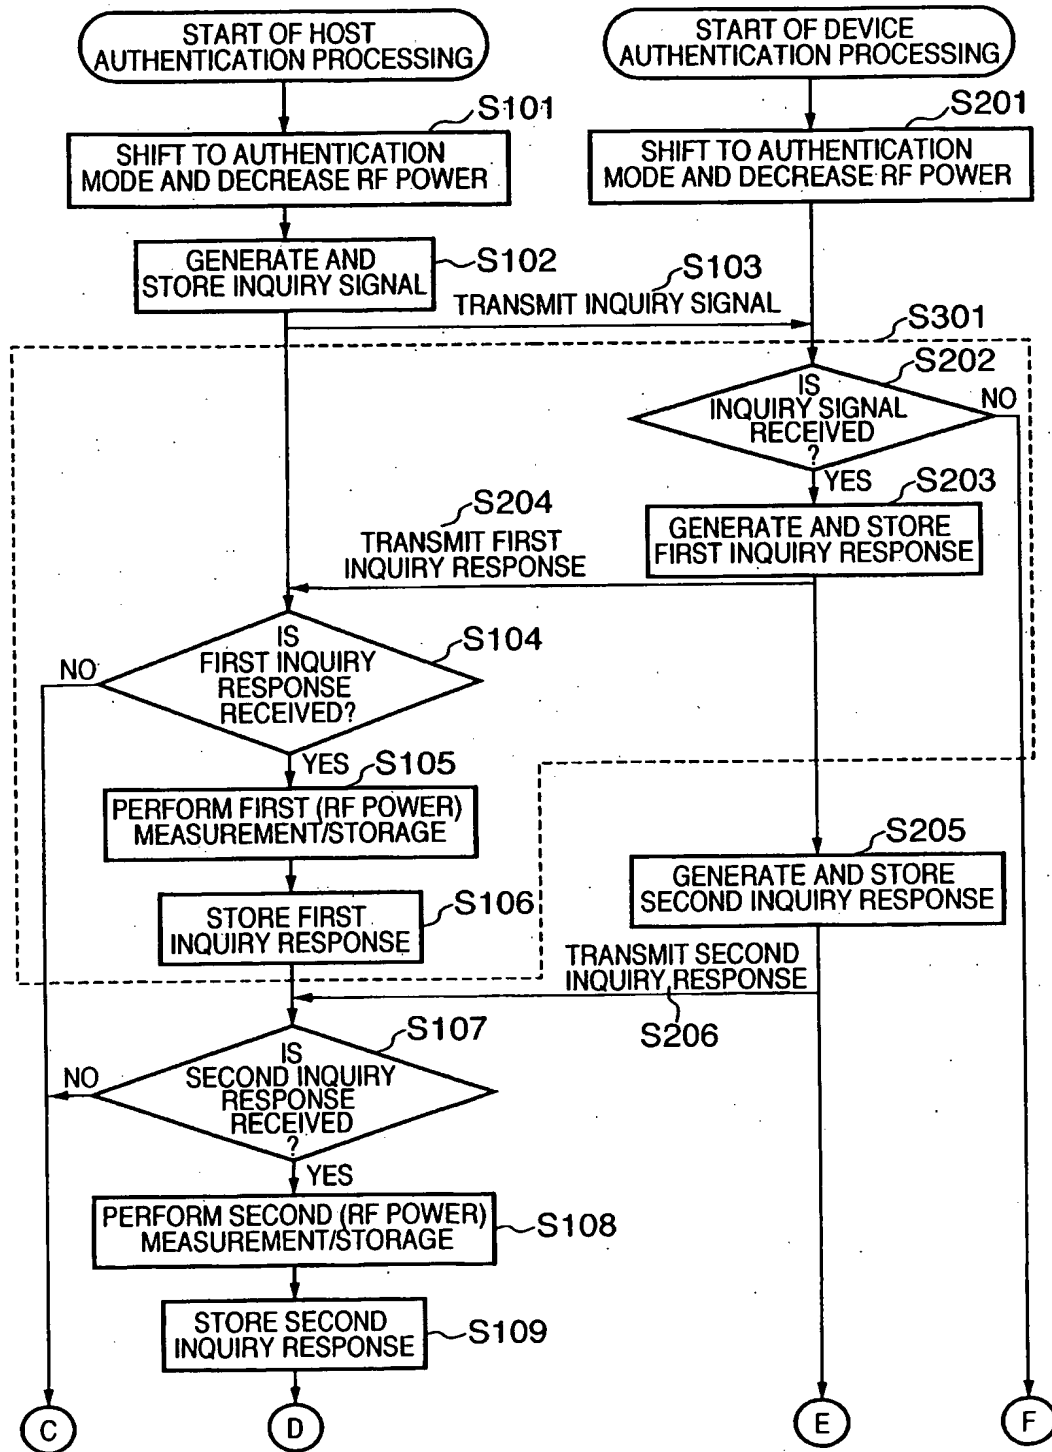 START OF HOST
AUTHENTICATION PROCESSING
START OF DEVICE
AUTHENTICATION PROCESSING
S101
S201
SHIFT TO AUTHENTICATION
MODE AND DECREASE RF POWER
SHIFT TO AUTHENTICATION
MODE AND DECREASE RF POWER
GENERATE AND
STORE INQUIRY SIGNAL
S102
S103
TRANSMIT INQUIRY SIGNAL
S301
S202
IS
INQUIRY SIGNAL
RECEIVED
?
NO
YES
S203
S204
TRANSMIT FIRST
INQUIRY RESPONSE
GENERATE AND STORE
FIRST INQUIRY RESPONSE
IS
FIRST INQUIRY
RESPONSE
RECEIVED?
S104
NO
YES
S105
PERFORM FIRST (RF POWER)
MEASUREMENT/STORAGE
S205
GENERATE AND STORE
SECOND INQUIRY RESPONSE
STORE FIRST
INQUIRY RESPONSE
S106
TRANSMIT SECOND
INQUIRY RESPONSE
S206
S107
IS
SECOND INQUIRY
RESPONSE
RECEIVED
?
NO
YES
PERFORM SECOND (RF POWER)
MEASUREMENT/STORAGE
S108
STORE SECOND
INQUIRY RESPONSE
S109
C
D
E
F